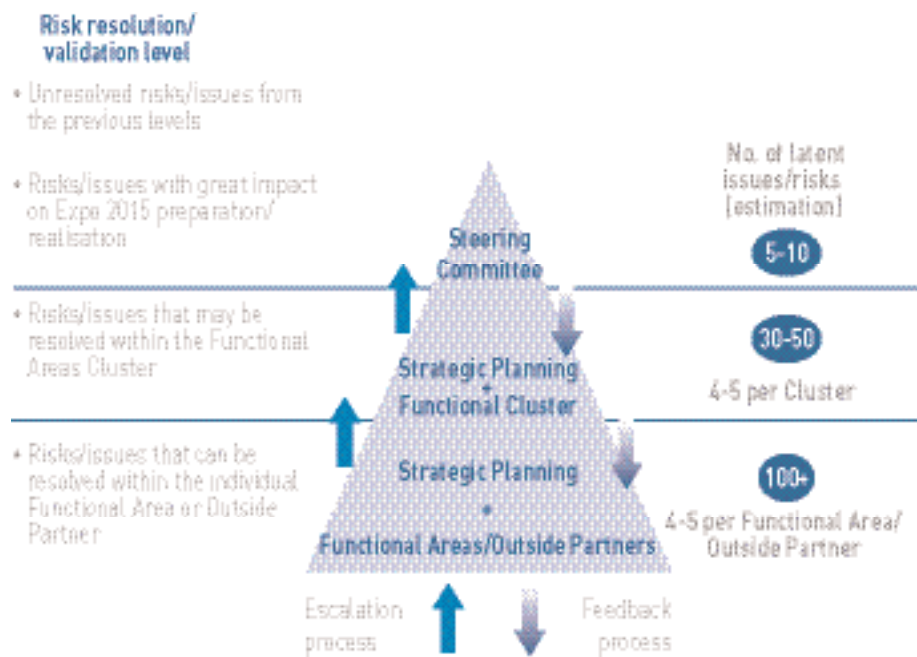 Risk resolution/
validation level
• Unresolved risks/issues from
the previous levels
• Risks/issues with great impact
on Expo 2015 preparation/
realisation
No. of latent
issues/risks
(estimation)
Steering
Committee
5-10
• Risks/issues that may be
resolved within the Functional
Areas Cluster
Strategic Planning
+
Functional Cluster
30-50
4-5 per Cluster
• Risks/issues that can be
resolved within the individual
Functional Area or Outside
Partner
Strategic Planning
+
Functional Areas/Outside Partners
100+
4-5 per Functional Area/
Outside Partner
Escalation
process
Feedback
process